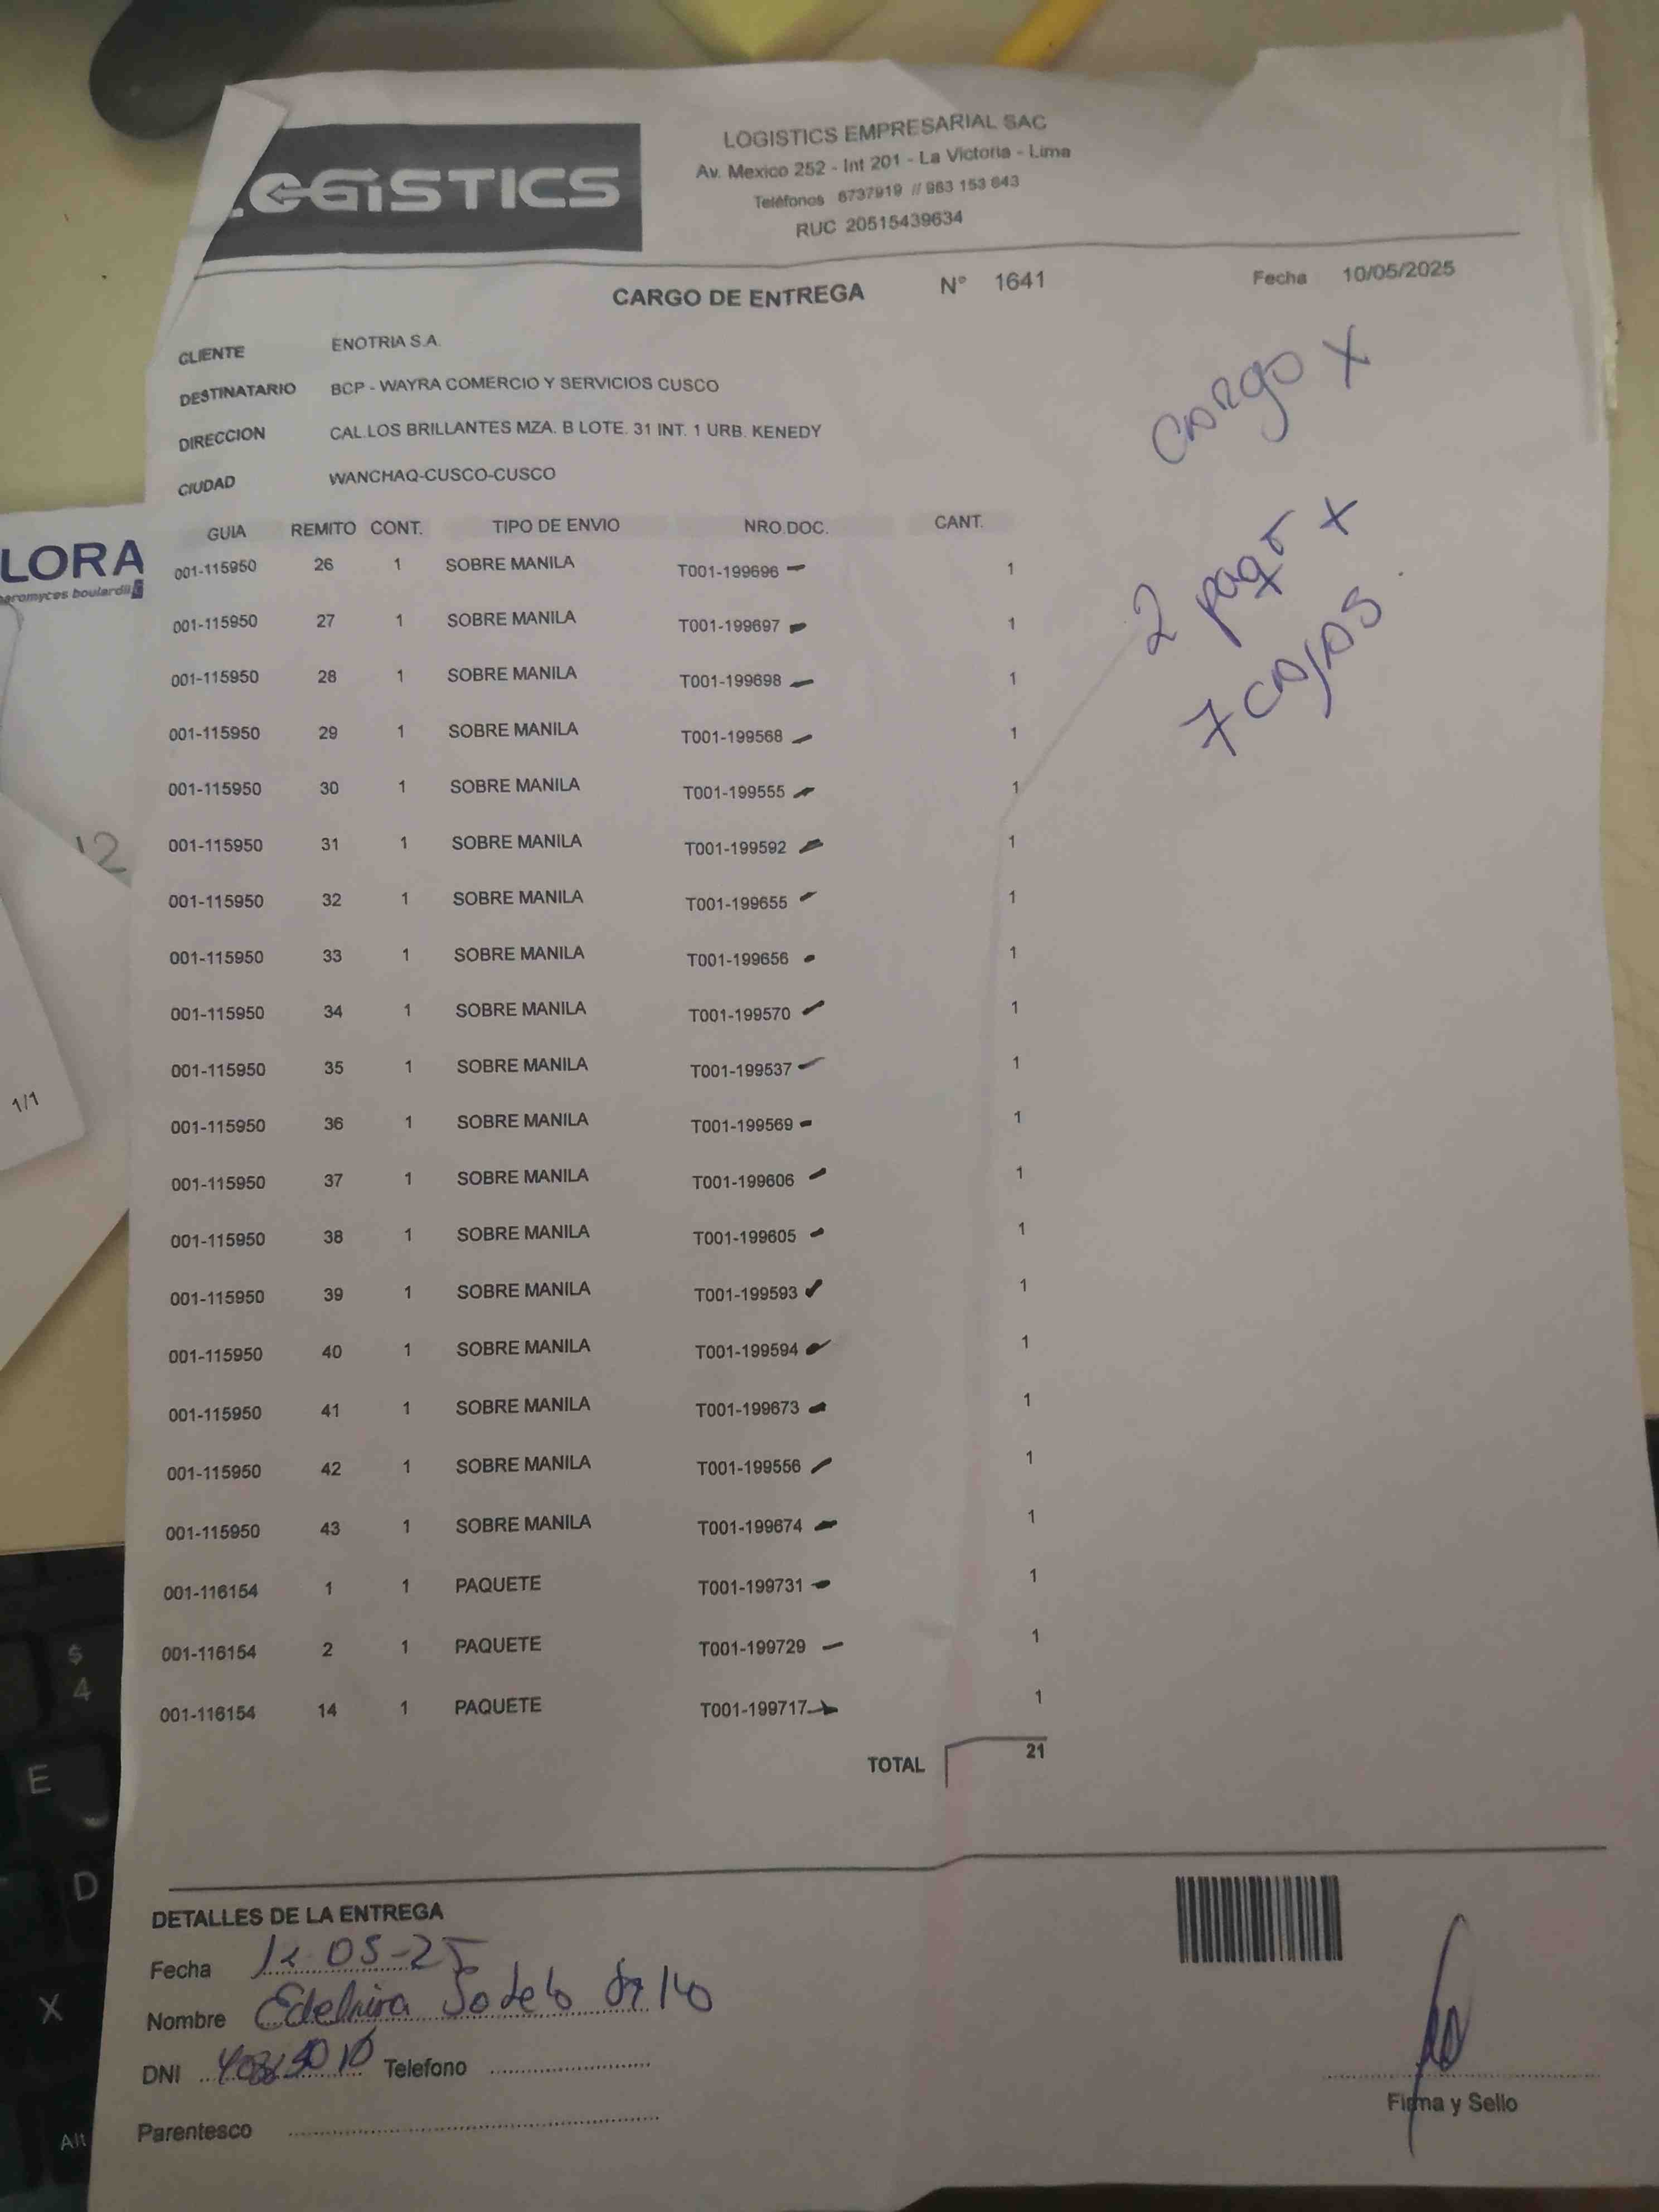 LOGISTICS
LOGISTICS EMPRESARIAL SAC
Av. Mexico 252 - Int 201 - La Victoria - Lima
Teléfonos 6737919 // 983 153 643
RUC 20515439634
CARGO DE ENTREGA N° 1641 Fecha 10/05/2025
CLIENTE ENOTRIA S.A.
DESTINATARIO BCP - WAYRA COMERCIO Y SERVICIOS CUSCO
DIRECCION CAL.LOS BRILLANTES MZA. B LOTE. 31 INT. 1 URB. KENEDY
CIUDAD WANCHAQ-CUSCO-CUSCO
cargo x
2 paq x
7 cajas
GUIA REMITO CONT. TIPO DE ENVIO NRO.DOC. CANT.
001-115950 26 1 SOBRE MANILA T001-199696 1
001-115950 27 1 SOBRE MANILA T001-199697 1
001-115950 28 1 SOBRE MANILA T001-199698 1
001-115950 29 1 SOBRE MANILA T001-199568 1
001-115950 30 1 SOBRE MANILA T001-199555 1
001-115950 31 1 SOBRE MANILA T001-199592 1
001-115950 32 1 SOBRE MANILA T001-199655 1
001-115950 33 1 SOBRE MANILA T001-199656 1
001-115950 34 1 SOBRE MANILA T001-199570 1
001-115950 35 1 SOBRE MANILA T001-199537 1
001-115950 36 1 SOBRE MANILA T001-199569 1
001-115950 37 1 SOBRE MANILA T001-199606 1
001-115950 38 1 SOBRE MANILA T001-199605 1
001-115950 39 1 SOBRE MANILA T001-199593 1
001-115950 40 1 SOBRE MANILA T001-199594 1
001-115950 41 1 SOBRE MANILA T001-199673 1
001-115950 42 1 SOBRE MANILA T001-199556 1
001-115950 43 1 SOBRE MANILA T001-199674 1
001-116154 1 1 PAQUETE T001-199731 1
001-116154 2 1 PAQUETE T001-199729 1
001-116154 14 1 PAQUETE T001-199717 1
TOTAL 21
DETALLES DE LA ENTREGA
Fecha 12-05-25
Nombre Edelmira Sotelo
DNI Telefono
Parentesco
Firma y Sello
LORA
boulardii
12
1/1
$
4
E
D
X
Alt